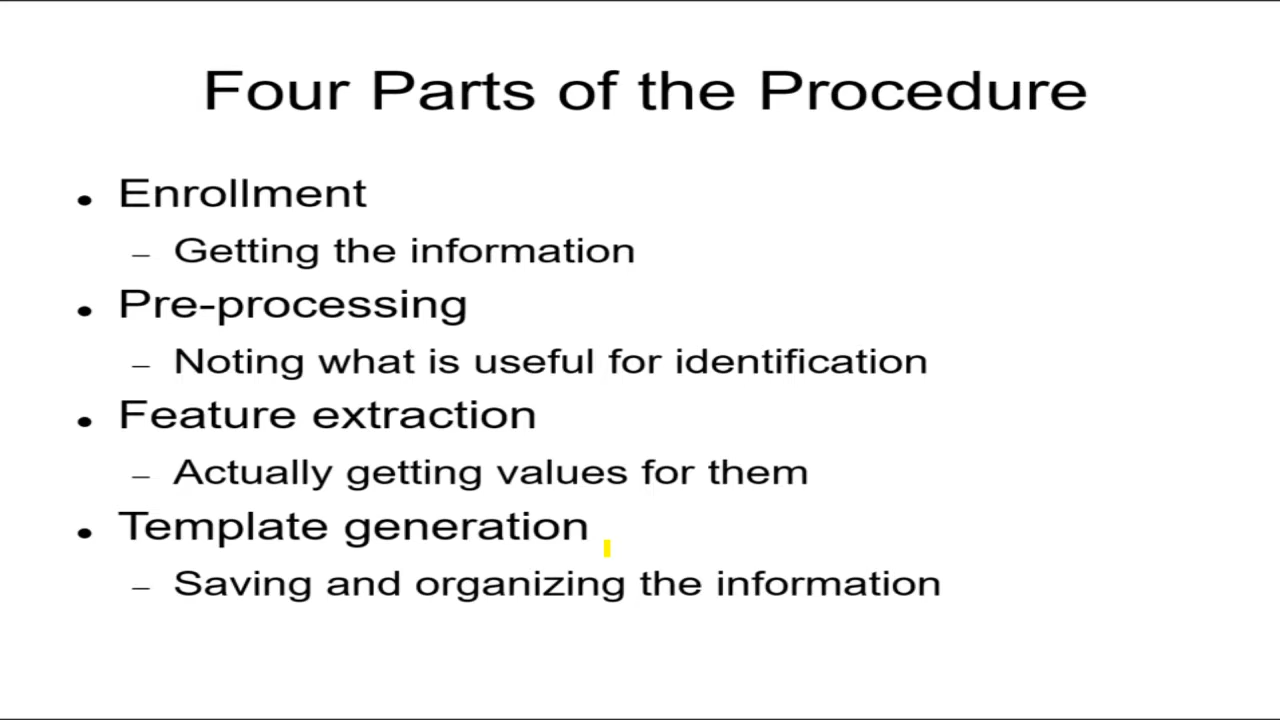 Four Parts of the Procedure
• Enrollment
– Getting the information
• Pre-processing
– Noting what is useful for identification
• Feature extraction
– Actually getting values for them
• Template generation
– Saving and organizing the information